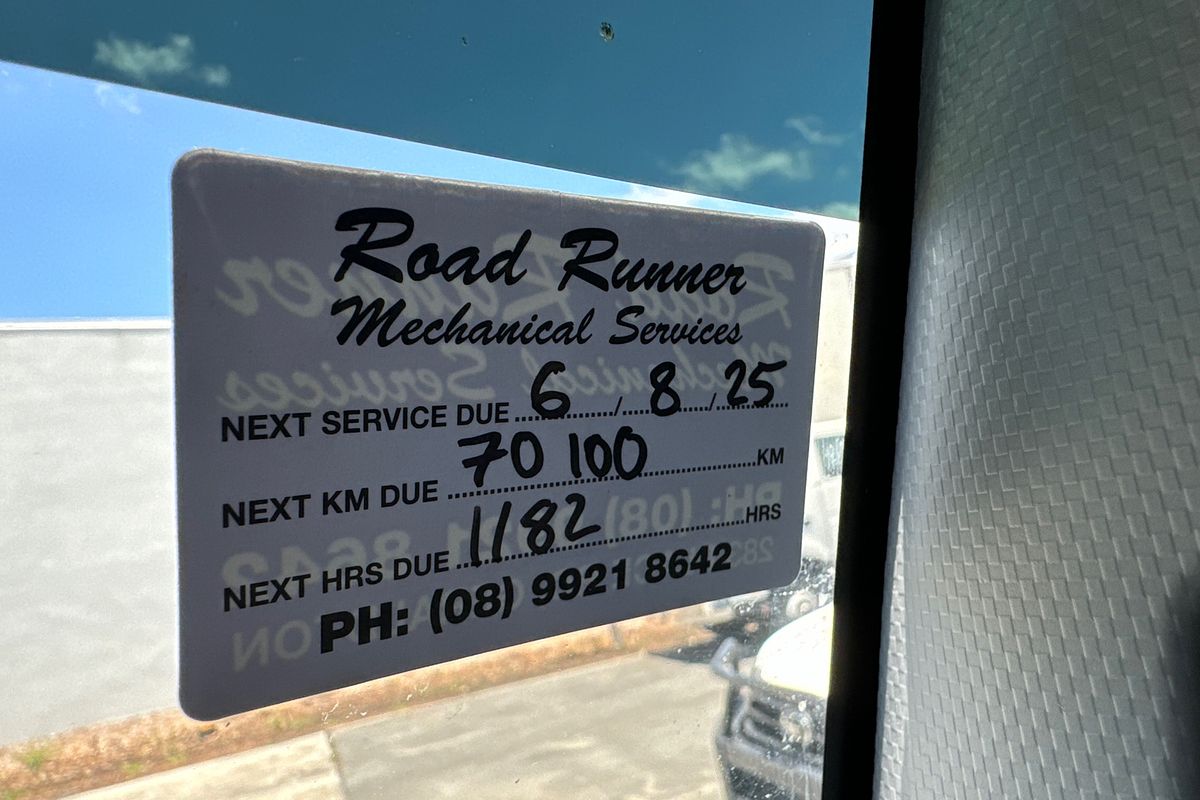 Road Runner
Mechanical Services
NEXT SERVICE DUE 6 / 8 / 25
NEXT KM DUE 70 100 KM
NEXT HRS DUE 1182 HRS
PH: (08) 9921 8642